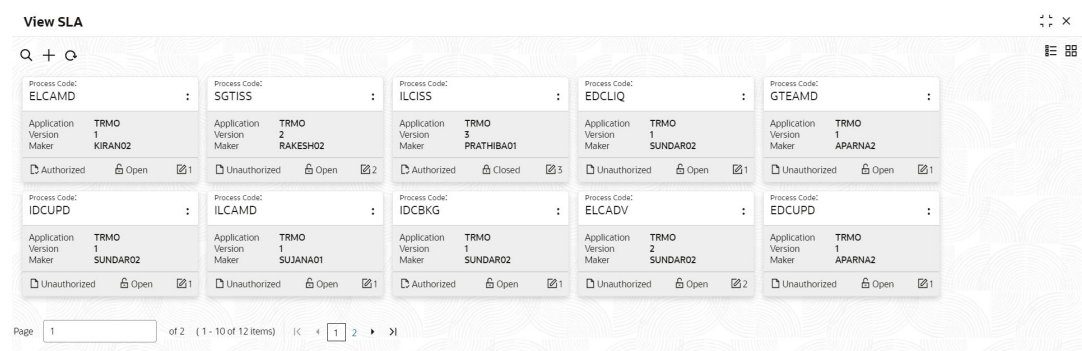 View SLA
Process Code:
ELCAMD
Application TRMO
Version 1
Maker KIRAN02
Authorized Open 1
Process Code:
SGTISS
Application TRMO
Version 2
Maker RAKESH02
Unauthorized Open 2
Process Code:
ILCISS
Application TRMO
Version 3
Maker PRATHIBA01
Authorized Closed 3
Process Code:
EDCLIQ
Application TRMO
Version 1
Maker SUNDAR02
Unauthorized Open 1
Process Code:
GTEAMD
Application TRMO
Version 1
Maker APARNA2
Unauthorized Open 1
Process Code:
IDCUPD
Application TRMO
Version 1
Maker SUNDAR02
Unauthorized Open 1
Process Code:
ILCAMD
Application TRMO
Version 1
Maker SUJANA01
Unauthorized Open 1
Process Code:
IDCBKG
Application TRMO
Version 1
Maker SUNDAR02
Authorized Open 1
Process Code:
ELCADV
Application TRMO
Version 2
Maker SUNDAR02
Unauthorized Open 2
Process Code:
EDCUPD
Application TRMO
Version 1
Maker APARNA2
Unauthorized Open 1
Page 1 of 2 (1 - 10 of 12 items) 1 2